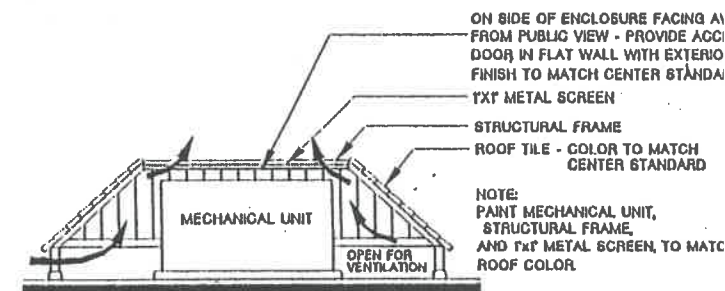 ON SIDE OF ENCLOSURE FACING AV
FROM PUBLIC VIEW - PROVIDE ACCE
DOOR IN FLAT WALL WITH EXTERIO
FINISH TO MATCH CENTER STANDAR
1"X1" METAL SCREEN
STRUCTURAL FRAME
ROOF TILE - COLOR TO MATCH
CENTER STANDARD
NOTE:
PAINT MECHANICAL UNIT,
STRUCTURAL FRAME,
AND 1"x1" METAL SCREEN, TO MATC
ROOF COLOR
MECHANICAL UNIT
OPEN FOR
VENTILATION